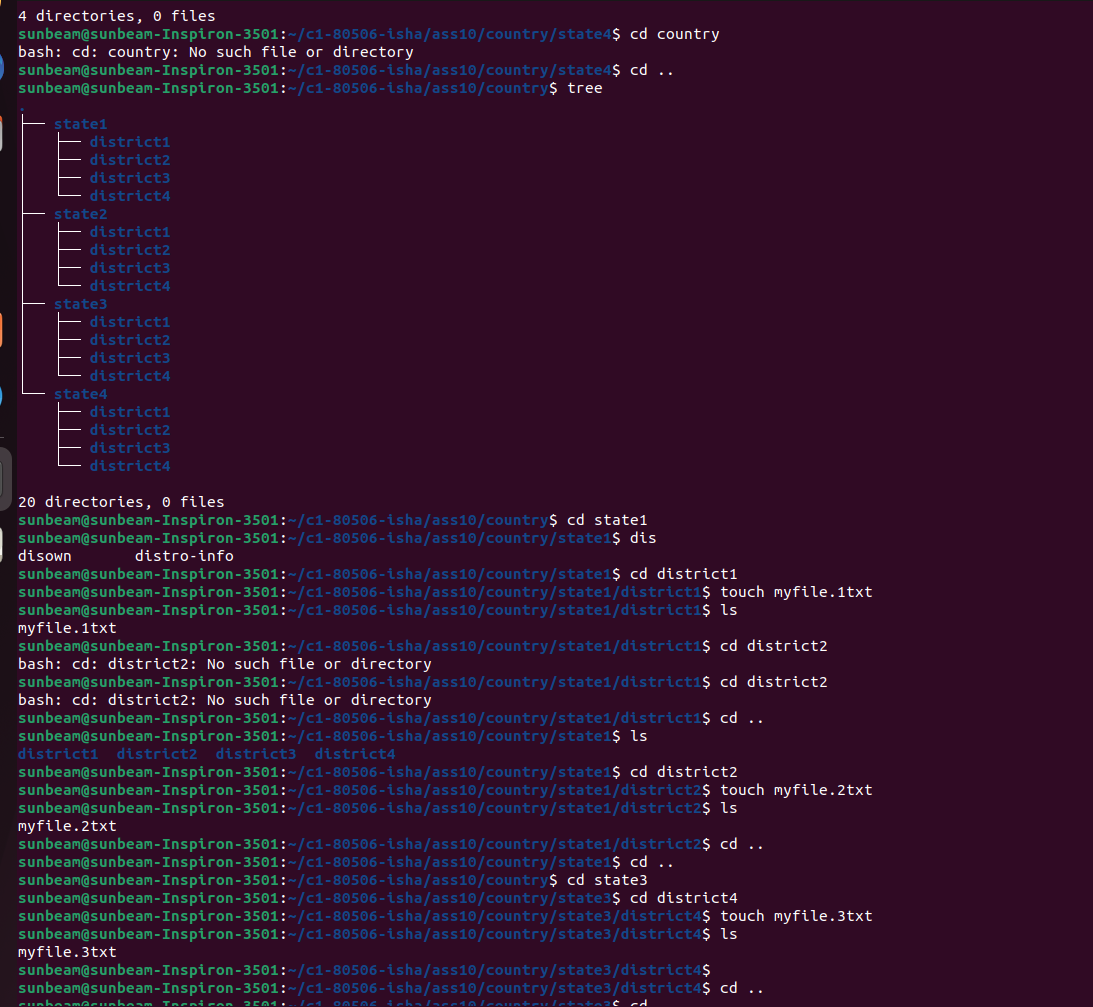 4 directories, 0 files
sunbeam@sunbeam-Inspiron-3501:~/c1-80506-isha/ass10/country/state4$ cd country
bash: cd: country: No such file or directory
sunbeam@sunbeam-Inspiron-3501:~/c1-80506-isha/ass10/country/state4$ cd ..
sunbeam@sunbeam-Inspiron-3501:~/c1-80506-isha/ass10/country$ tree
.
├── state1
│   ├── district1
│   ├── district2
│   ├── district3
│   └── district4
├── state2
│   ├── district1
│   ├── district2
│   ├── district3
│   └── district4
├── state3
│   ├── district1
│   ├── district2
│   ├── district3
│   └── district4
└── state4
    ├── district1
    ├── district2
    ├── district3
    └── district4
20 directories, 0 files
sunbeam@sunbeam-Inspiron-3501:~/c1-80506-isha/ass10/country$ cd state1
sunbeam@sunbeam-Inspiron-3501:~/c1-80506-isha/ass10/country/state1$ dis
disown       distro-info
sunbeam@sunbeam-Inspiron-3501:~/c1-80506-isha/ass10/country/state1$ cd district1
sunbeam@sunbeam-Inspiron-3501:~/c1-80506-isha/ass10/country/state1/district1$ touch myfile.1txt
sunbeam@sunbeam-Inspiron-3501:~/c1-80506-isha/ass10/country/state1/district1$ ls
myfile.1txt
sunbeam@sunbeam-Inspiron-3501:~/c1-80506-isha/ass10/country/state1/district1$ cd district2
bash: cd: district2: No such file or directory
sunbeam@sunbeam-Inspiron-3501:~/c1-80506-isha/ass10/country/state1/district1$ cd district2
bash: cd: district2: No such file or directory
sunbeam@sunbeam-Inspiron-3501:~/c1-80506-isha/ass10/country/state1/district1$ cd ..
sunbeam@sunbeam-Inspiron-3501:~/c1-80506-isha/ass10/country/state1$ ls
district1  district2  district3  district4
sunbeam@sunbeam-Inspiron-3501:~/c1-80506-isha/ass10/country/state1$ cd district2
sunbeam@sunbeam-Inspiron-3501:~/c1-80506-isha/ass10/country/state1/district2$ touch myfile.2txt
sunbeam@sunbeam-Inspiron-3501:~/c1-80506-isha/ass10/country/state1/district2$ ls
myfile.2txt
sunbeam@sunbeam-Inspiron-3501:~/c1-80506-isha/ass10/country/state1/district2$ cd ..
sunbeam@sunbeam-Inspiron-3501:~/c1-80506-isha/ass10/country/state1$ cd ..
sunbeam@sunbeam-Inspiron-3501:~/c1-80506-isha/ass10/country$ cd state3
sunbeam@sunbeam-Inspiron-3501:~/c1-80506-isha/ass10/country/state3$ cd district4
sunbeam@sunbeam-Inspiron-3501:~/c1-80506-isha/ass10/country/state3/district4$ touch myfile.3txt
sunbeam@sunbeam-Inspiron-3501:~/c1-80506-isha/ass10/country/state3/district4$ ls
myfile.3txt
sunbeam@sunbeam-Inspiron-3501:~/c1-80506-isha/ass10/country/state3/district4$
sunbeam@sunbeam-Inspiron-3501:~/c1-80506-isha/ass10/country/state3/district4$ cd ..
sunbeam@sunbeam-Inspiron-3501:~/c1-80506-isha/ass10/country/state3$ cd